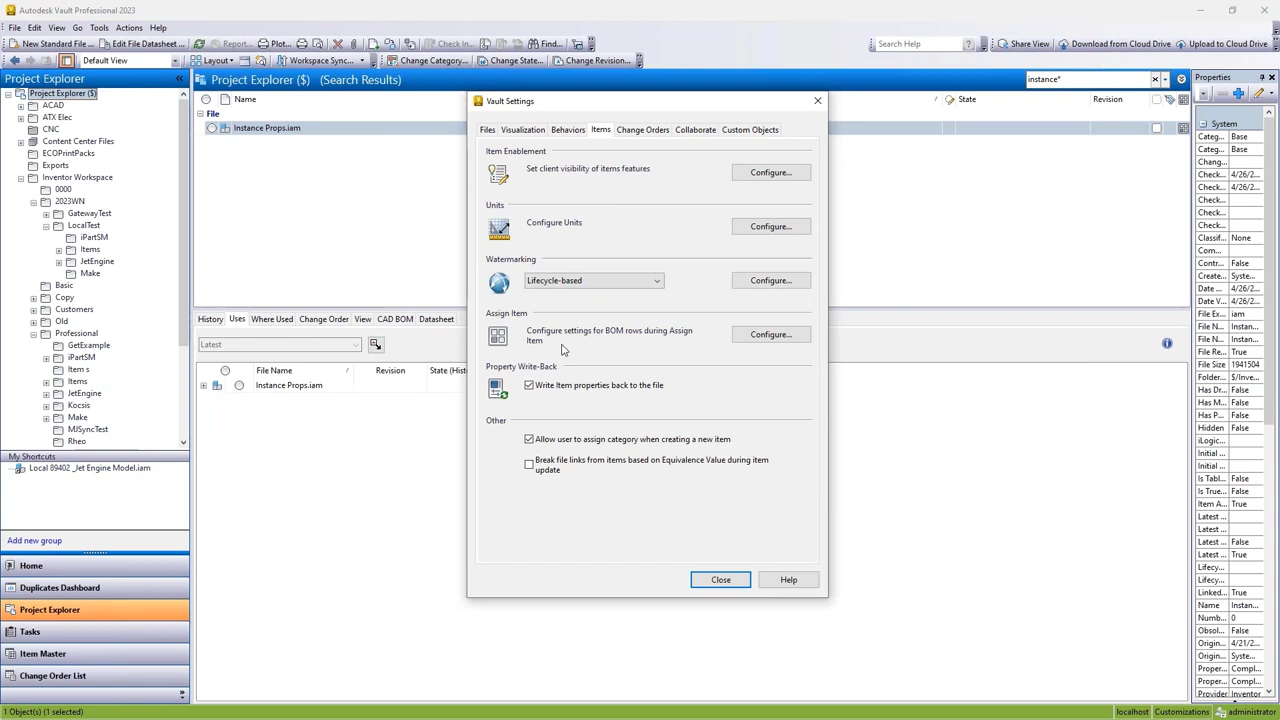 Autodesk Vault Professional 2023
File Edit View Go Tools Actions Help
New Standard File ... Edit File Datasheet ... Report... Plot... Check In... Find... Search Help ? Share View Download from Cloud Drive Upload to Cloud Drive
Default View Layout Workspace Sync... Change Category... Change State... Change Revision...
Project Explorer
Project Explorer ($)
ACAD
ATX Elec
CNC
Content Center Files
ECOPrintPacks
Exports
Inventor Workspace
0000
2023WN
GatewayTest
LocalTest
iPartSM
Items
JetEngine
Make
Basic
Copy
Customers
Old
Professional
GetExample
iPartSM
Item s
Items
JetEngine
Kocsis
Make
MJSyncTest
Rheo
My Shortcuts
Local 89402 _Jet Engine Model.iam
Add new group
Home
Duplicates Dashboard
Project Explorer
Tasks
Item Master
Change Order List
Project Explorer ($) (Search Results)
instance*
Name State Revision
File
Instance Props.iam
History Uses Where Used Change Order View CAD BOM Datasheet
Latest
File Name Revision State (Hist
Instance Props.iam
Vault Settings
Files Visualization Behaviors Items Change Orders Collaborate Custom Objects
Item Enablement
Set client visibility of items features Configure...
Units
Configure Units Configure...
Watermarking
Lifecycle-based Configure...
Assign Item
Configure settings for BOM rows during Assign
Item
Configure...
Property Write-Back
Write Item properties back to the file
Other
Allow user to assign category when creating a new item
Break file links from items based on Equivalence Value during item
update
Close Help
Properties
System
Categ... Base
Categ... Base
Chang...
Check... 4/26/2...
Check... 4/26/2...
Check...
Check...
Check...
Classif... None
Com...
Contr... False
Create... Syste...
Date ... 4/26/2...
Date V... 4/26/2...
File Ex... iam
File N... Instan...
File N... Instan...
File Re... True
File Size 1941504
Folder... $/Inve...
Has Dr... False
Has M... False
Has P... False
Hidden False
iLogic...
Initial ...
Initial ...
Is Tabl... False
Is True... False
Item A... True
Latest ...
Latest ...
Latest ... False
Latest ... True
Lifecy...
Lifecy...
Linked... True
Name Instan...
Numb... 0
Obsol... False
Origin... 4/21/2...
Origin... Syste...
Proper... Compl...
Proper... Compl...
Provider Inventor
1 Object(s) (1 selected) localhost Customizations administrator